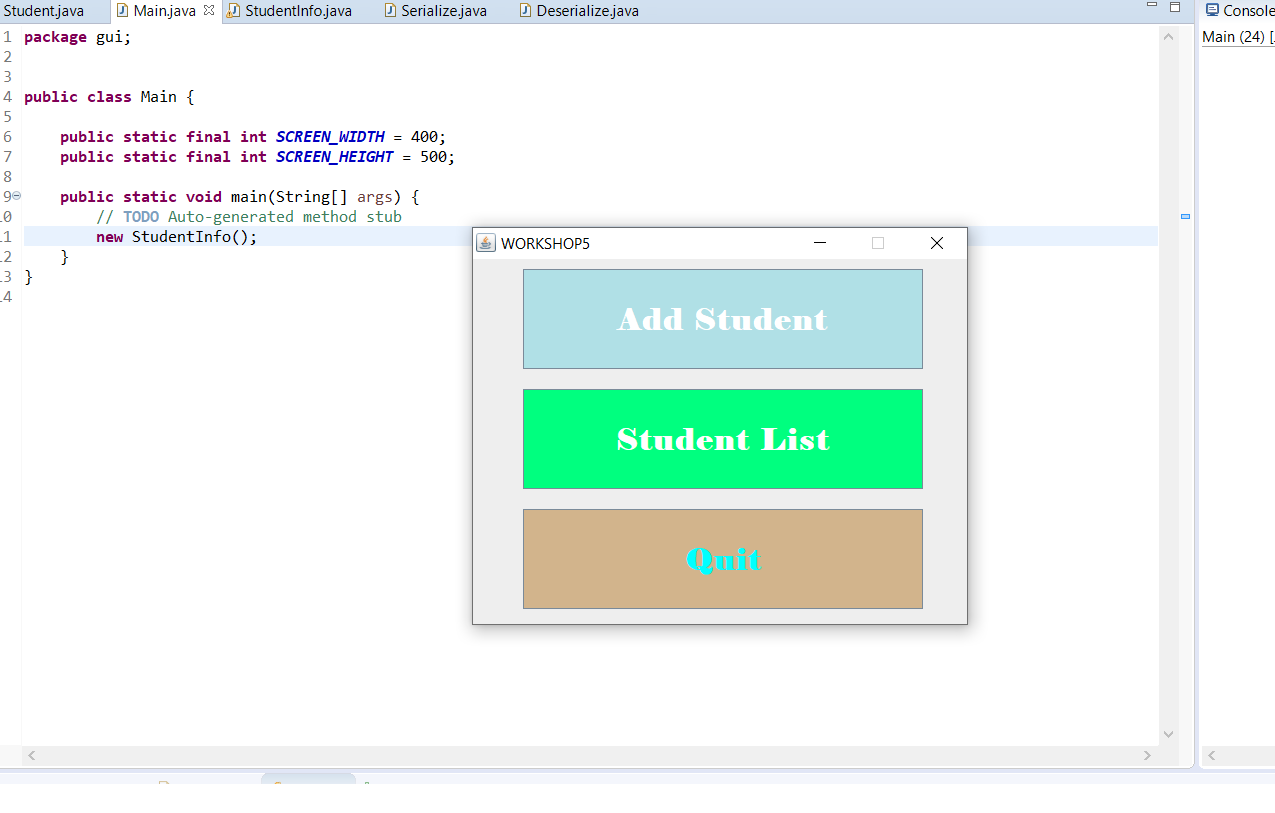 Student.java Main.java StudentInfo.java Serialize.java Deserialize.java Console
Main (24) [
1 package gui;
2
3
4 public class Main {
5
6 public static final int SCREEN_WIDTH = 400;
7 public static final int SCREEN_HEIGHT = 500;
8
9 public static void main(String[] args) {
10 // TODO Auto-generated method stub
11 new StudentInfo();
12 }
13 }
14
WORKSHOP5
Add Student
Student List
Quit